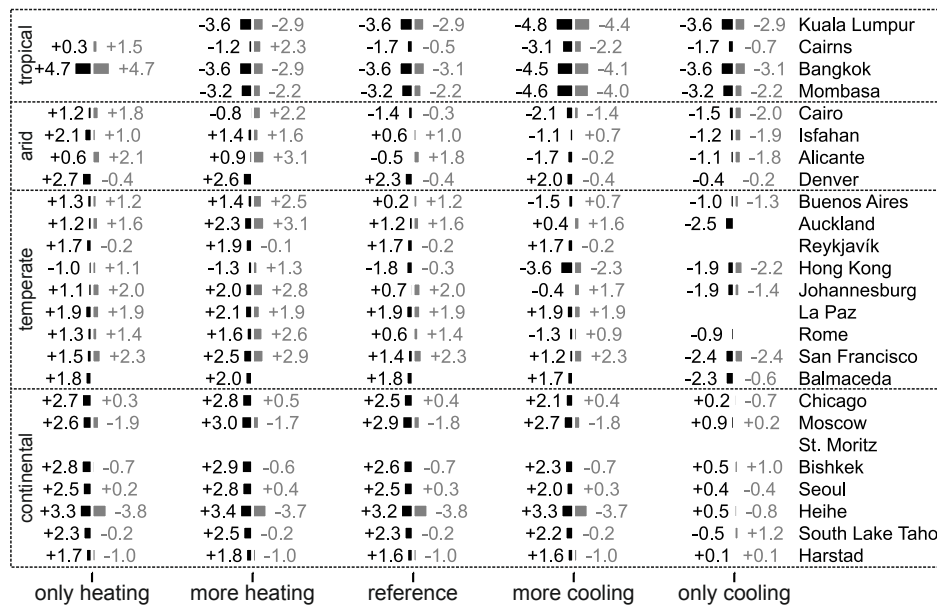 tropical
-3.6 -2.9 -3.6 -2.9 -4.8 -4.4 -3.6 -2.9 Kuala Lumpur
+0.3 +1.5 -1.2 +2.3 -1.7 -0.5 -3.1 -2.2 -1.7 -0.7 Cairns
+4.7 +4.7 -3.6 -2.9 -3.6 -3.1 -4.5 -4.1 -3.6 -3.1 Bangkok
-3.2 -2.2 -3.2 -2.2 -4.6 -4.0 -3.2 -2.2 Mombasa
arid
+1.2 +1.8 -0.8 +2.2 -1.4 -0.3 -2.1 -1.4 -1.5 -2.0 Cairo
+2.1 +1.0 +1.4 +1.6 +0.6 +1.0 -1.1 +0.7 -1.2 -1.9 Isfahan
+0.6 +2.1 +0.9 +3.1 -0.5 +1.8 -1.7 -0.2 -1.1 -1.8 Alicante
+2.7 -0.4 +2.6 +2.3 -0.4 +2.0 -0.4 -0.4 -0.2 Denver
temperate
+1.3 +1.2 +1.4 +2.5 +0.2 +1.2 -1.5 +0.7 -1.0 -1.3 Buenos Aires
+1.2 +1.6 +2.3 +3.1 +1.2 +1.6 +0.4 +1.6 -2.5 Auckland
+1.7 -0.2 +1.9 -0.1 +1.7 -0.2 +1.7 -0.2 Reykjavík
-1.0 +1.1 -1.3 +1.3 -1.8 -0.3 -3.6 -2.3 -1.9 -2.2 Hong Kong
+1.1 +2.0 +2.0 +2.8 +0.7 +2.0 -0.4 +1.7 -1.9 -1.4 Johannesburg
+1.9 +1.9 +2.1 +1.9 +1.9 +1.9 +1.9 +1.9 La Paz
+1.3 +1.4 +1.6 +2.6 +0.6 +1.4 -1.3 +0.9 -0.9 Rome
+1.5 +2.3 +2.5 +2.9 +1.4 +2.3 +1.2 +2.3 -2.4 -2.4 San Francisco
+1.8 +2.0 +1.8 +1.7 -2.3 -0.6 Balmaceda
continental
+2.7 +0.3 +2.8 +0.5 +2.5 +0.4 +2.1 +0.4 +0.2 -0.7 Chicago
+2.6 -1.9 +3.0 -1.7 +2.9 -1.8 +2.7 -1.8 +0.9 +0.2 Moscow
St. Moritz
+2.8 -0.7 +2.9 -0.6 +2.6 -0.7 +2.3 -0.7 +0.5 +1.0 Bishkek
+2.5 +0.2 +2.8 +0.4 +2.5 +0.3 +2.0 +0.3 +0.4 -0.4 Seoul
+3.3 -3.8 +3.4 -3.7 +3.2 -3.8 +3.3 -3.7 +0.5 -0.8 Heihe
+2.3 -0.2 +2.5 -0.2 +2.3 -0.2 +2.2 -0.2 -0.5 +1.2 South Lake Taho
+1.7 -1.0 +1.8 -1.0 +1.6 -1.0 +1.6 -1.0 +0.1 +0.1 Harstad
only heating more heating reference more cooling only cooling